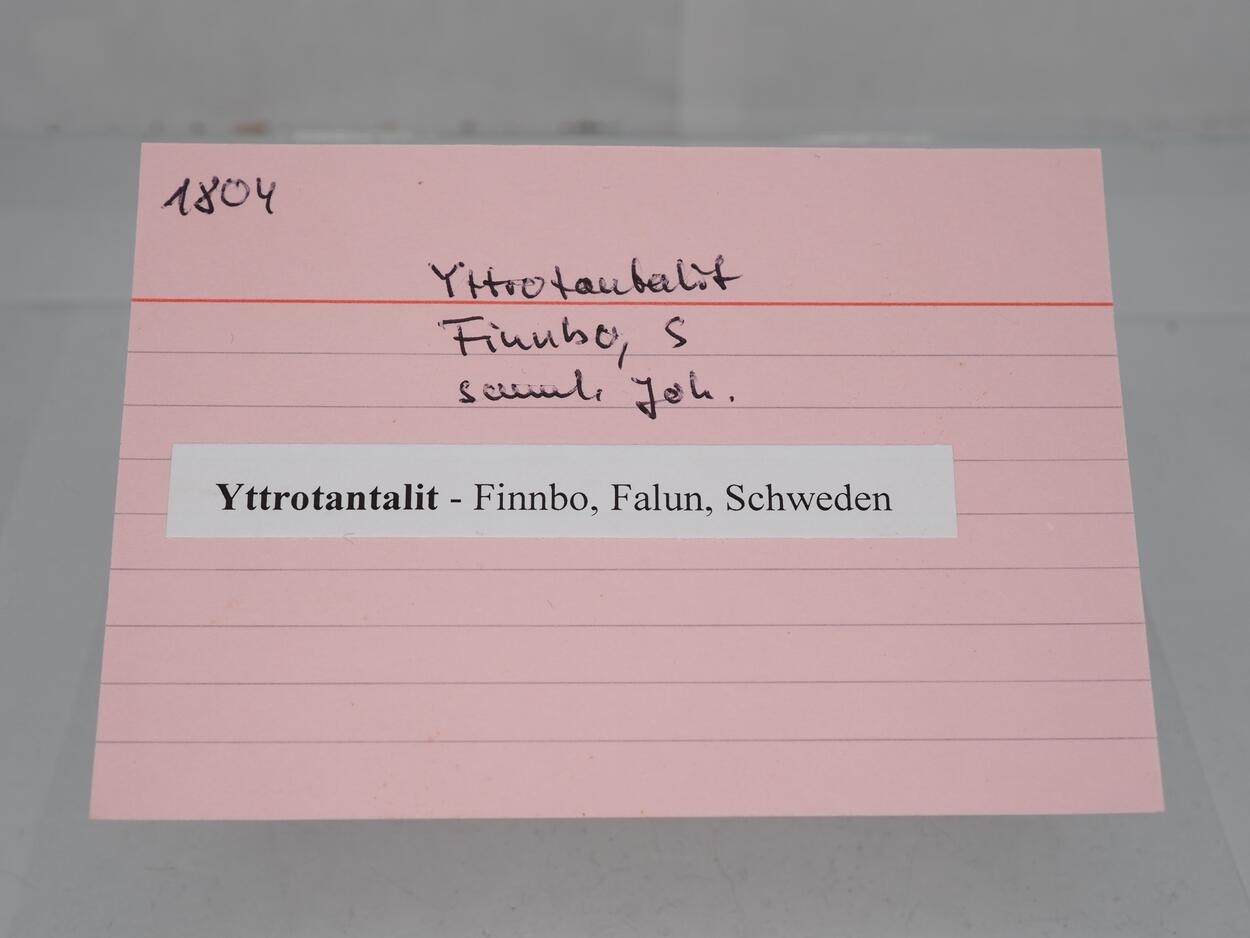 1804
Yttrotantalit
Finnbo, S
samml. Joh.
Yttrotantalit - Finnbo, Falun, Schweden